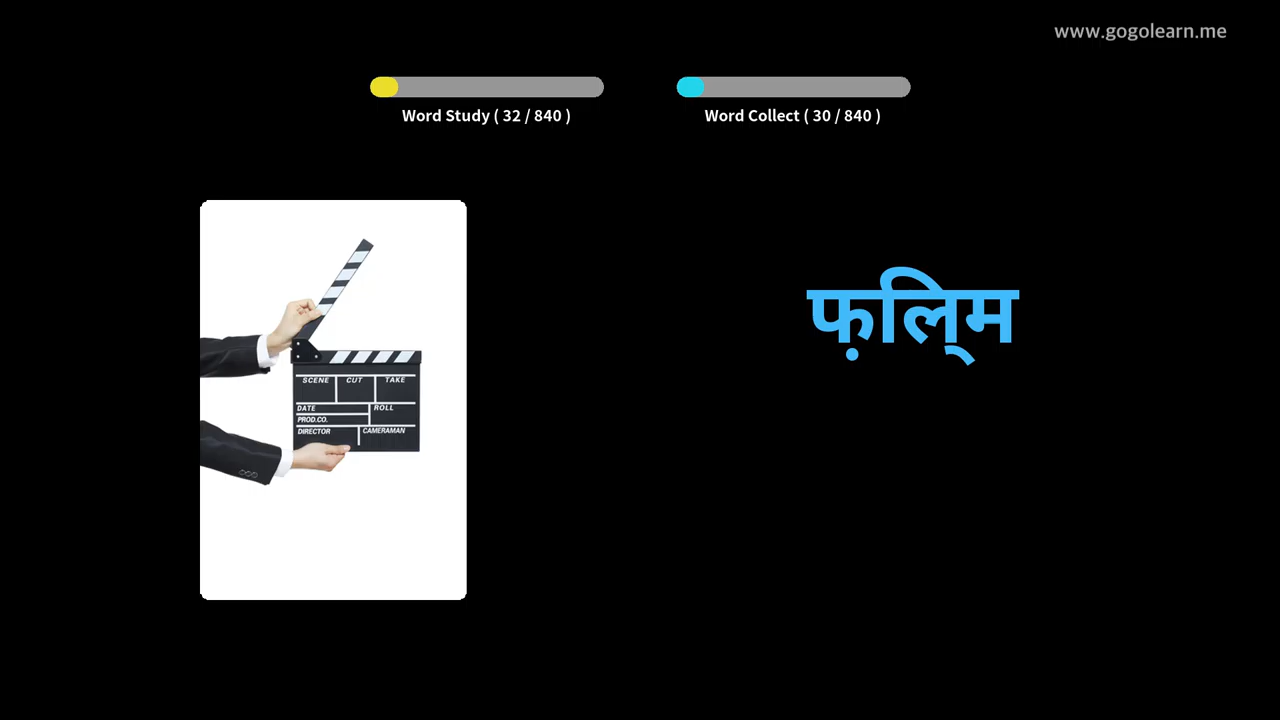 www.gogolearn.me
Word Study ( 32 / 840 )
Word Collect ( 30 / 840 )
फ़लि्म
SCENE CUT TAKE
DATE ROLL
PROD.CO.
DIRECTOR CAMERAMAN